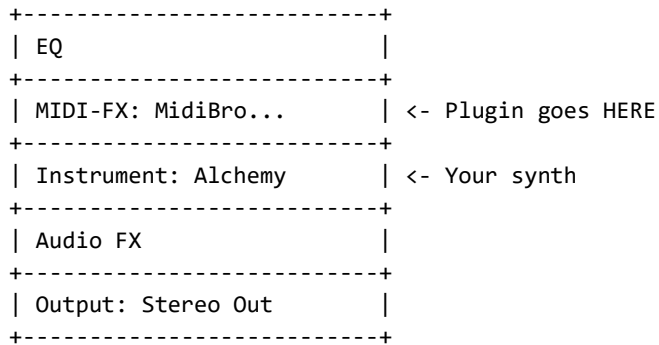 +---------------------------+
| EQ                        |
+---------------------------+
| MIDI-FX: MidiBro...       | <- Plugin goes HERE
+---------------------------+
| Instrument: Alchemy       | <- Your synth
+---------------------------+
| Audio FX                  |
+---------------------------+
| Output: Stereo Out        |
+---------------------------+